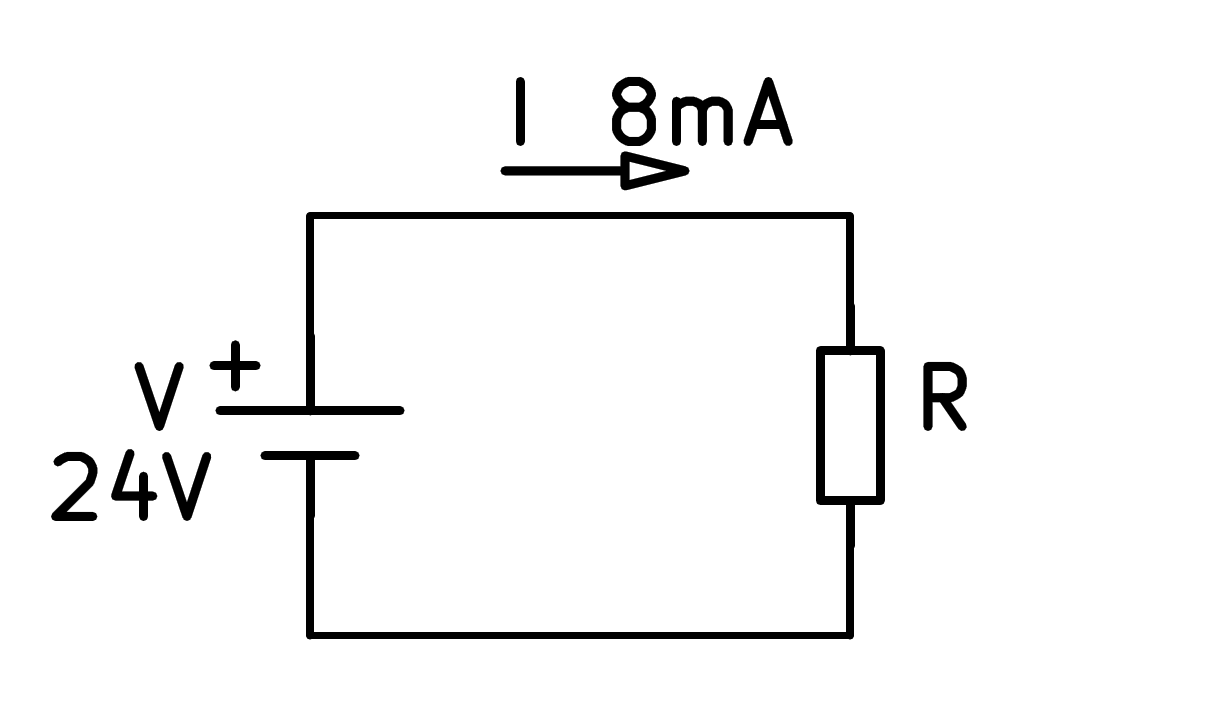 I 8mA
V +
24V
R